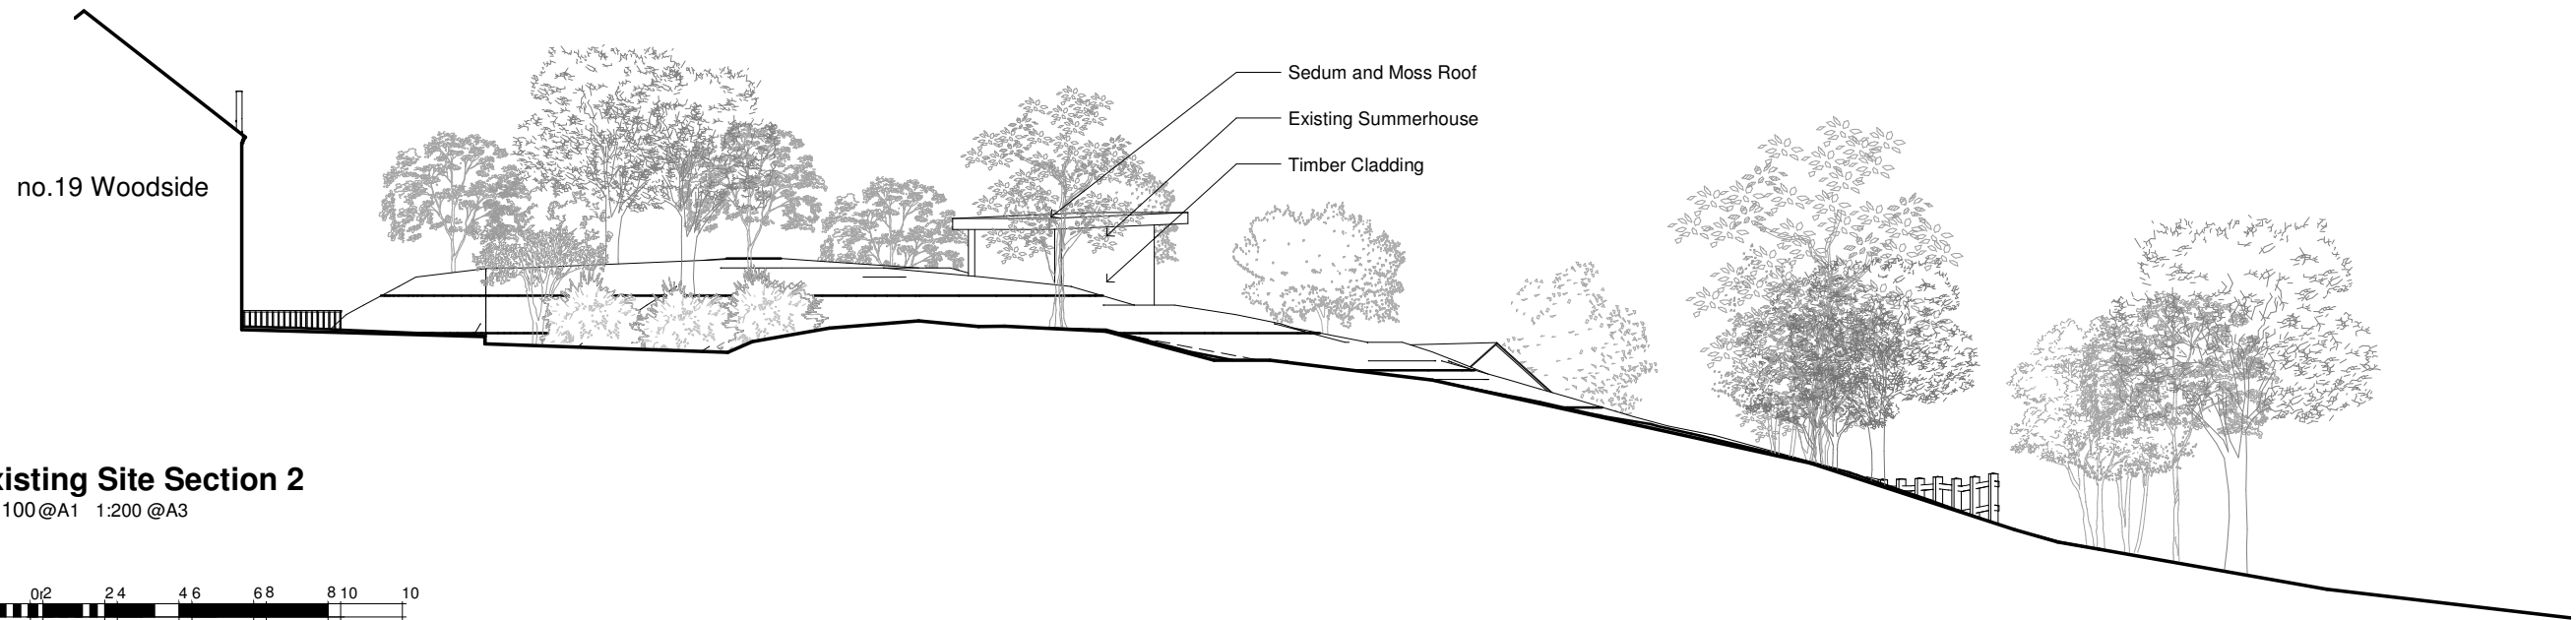 Sedum and Moss Roof
Existing Summerhouse
Timber Cladding
no.19 Woodside
xisting Site Section 2
100@A1 1:200 @A3
2 2 4 4 6 6 8 8 10 10